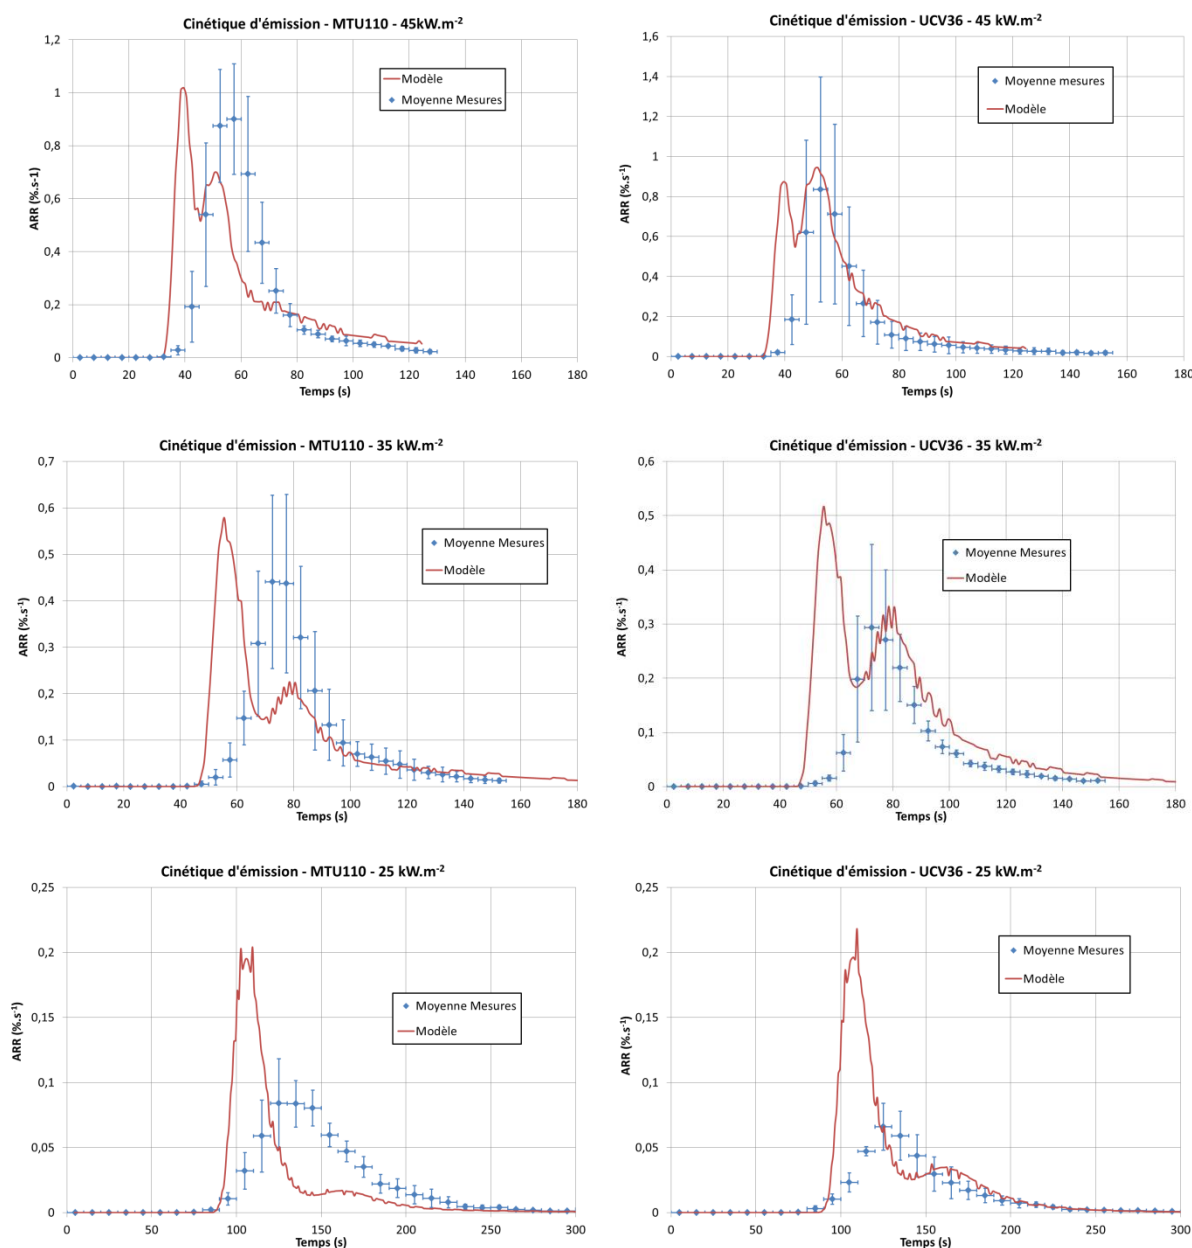 Cinétique d'émission - MTU110 - 45kW.m-2
1,2
1
0,8
0,6
0,4
0,2
0
ARR (%.s-1)
Modèle
Moyenne Mesures
0 20 40 60 80 100 120 140 160 180
Temps (s)
Cinétique d'émission - UCV36 - 45 kW.m-2
1,6
1,4
1,2
1
0,8
0,6
0,4
0,2
0
ARR (%.s-1)
Moyenne mesures
Modèle
0 20 40 60 80 100 120 140 160 180
Temps (s)
Cinétique d'émission - MTU110 - 35 kW.m-2
0,7
0,6
0,5
0,4
0,3
0,2
0,1
0
ARR (%.s-1)
Moyenne Mesures
Modèle
0 20 40 60 80 100 120 140 160 180
Temps (s)
Cinétique d'émission - UCV36 - 35 kW.m-2
0,6
0,5
0,4
0,3
0,2
0,1
0
ARR (%.s-1)
Moyenne Mesures
Modèle
0 20 40 60 80 100 120 140 160 180
Temps (s)
Cinétique d'émission - MTU110 - 25 kW.m-2
0,25
0,2
0,15
0,1
0,05
0
ARR (%.s-1)
Moyenne Mesures
Modèle
0 50 100 150 200 250 300
Temps (s)
Cinétique d'émission - UCV36 - 25 kW.m-2
0,25
0,2
0,15
0,1
0,05
0
ARR (%.s-1)
Moyenne Mesures
Modèle
0 50 100 150 200 250 300
Temps (s)